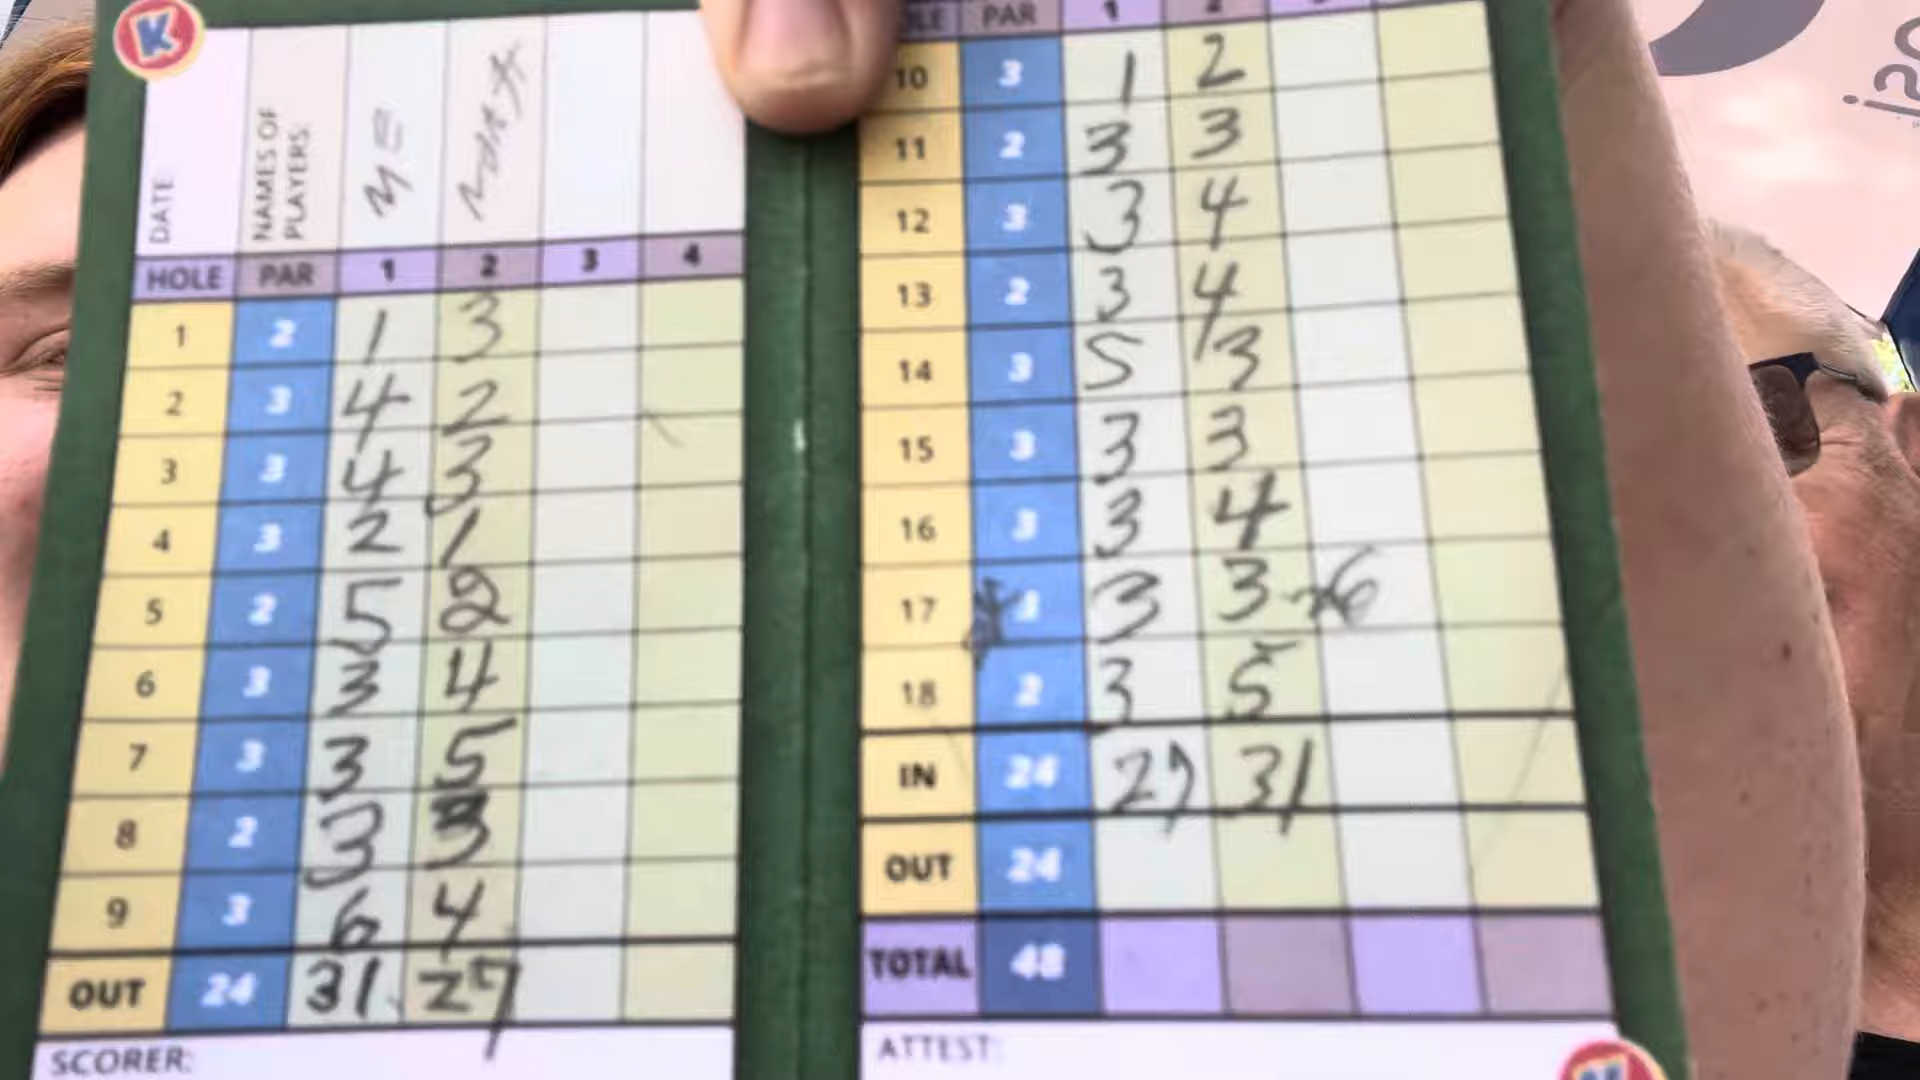 K
DATE
NAMES OF PLAYERS:
ME
HOLE PAR 1 2 3 4
1 2 1 3
2 3 4 2
3 3 4 3
4 3 2 1
5 2 5 2
6 3 3 4
7 3 3 5
8 2 3 3
9 3 6 4
OUT 24 31 27
SCORER:
PAR 1 2
10 3 1 2
11 2 3 3
12 3 3 4
13 2 3 4
14 3 5 3
15 3 3 3
16 3 3 4
17 3 3
18 2 3 5
IN 24 27 31
OUT 24
TOTAL 48
ATTEST: